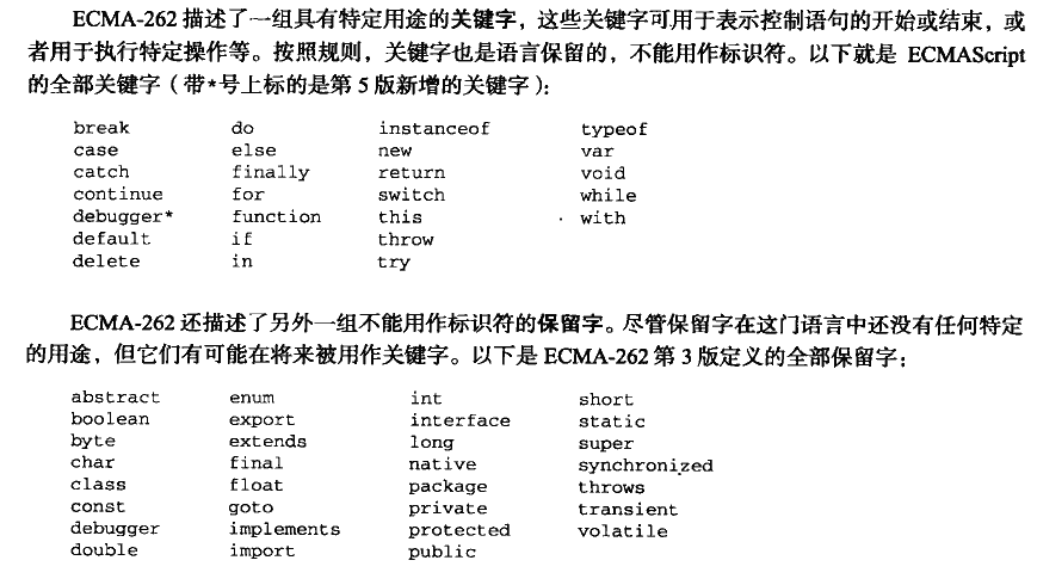 ECMA-262 描述了一组具有特定用途的关键字，这些关键字可用于表示控制语句的开始或结束，或
者用于执行特定操作等。按照规则，关键字也是语言保留的，不能用作标识符。以下就是 ECMAScript
的全部关键字（带*号上标的是第 5 版新增的关键字）：
break do instanceof typeof
case else new var
catch finally return void
continue for switch while
debugger* function this with
default if throw
delete in try
ECMA-262 还描述了另外一组不能用作标识符的保留字。尽管保留字在这门语言中还没有任何特定
的用途，但它们有可能在将来被用作关键字。以下是 ECMA-262 第 3 版定义的全部保留字：
abstract enum int short
boolean export interface static
byte extends long super
char final native synchronized
class float package throws
const goto private transient
debugger implements protected volatile
double import public